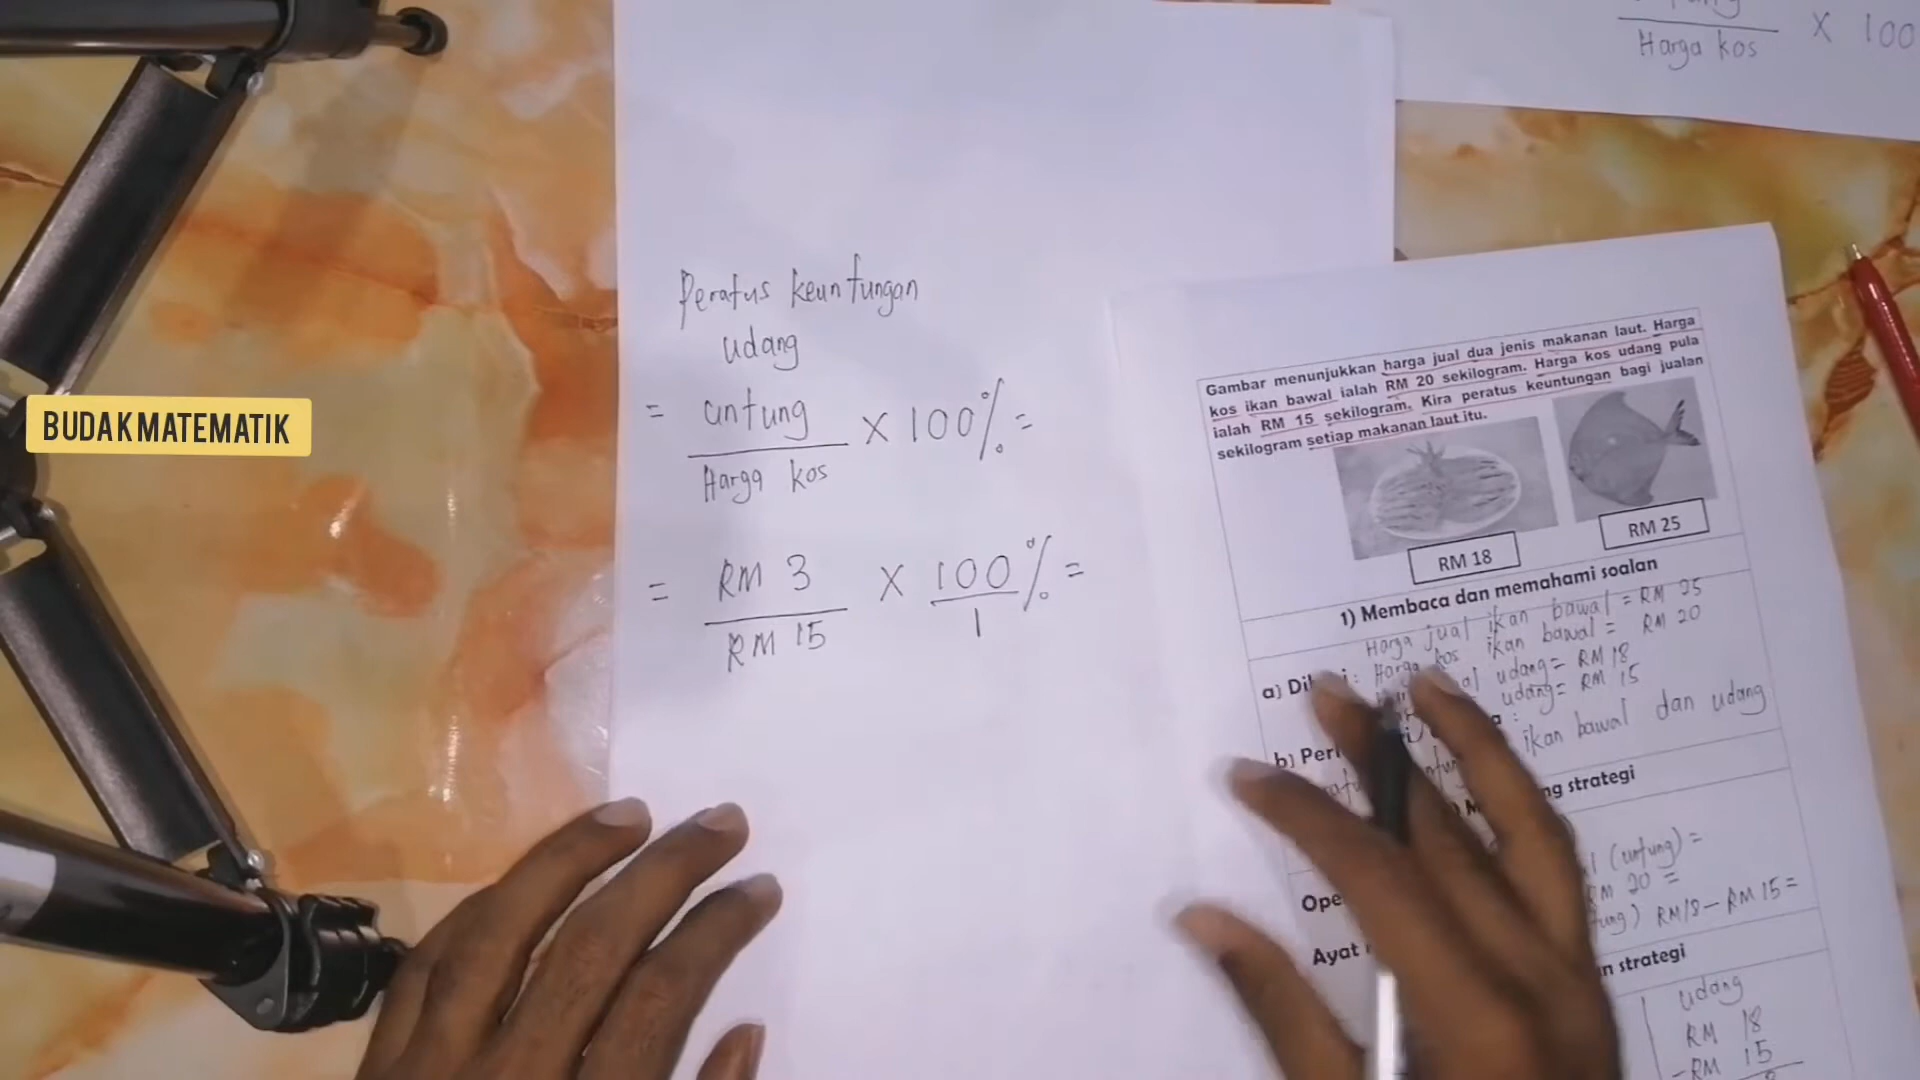 Harga kos X 100
BUDAK MATEMATIK
Peratus keuntungan
udang
= untung X 100% =
Harga kos
= RM 3 X 100% =
RM 15 1
Gambar menunjukkan harga jual dua jenis makanan laut. Harga
kos ikan bawal ialah RM 20 sekilogram. Harga kos udang pula
ialah RM 15 sekilogram. Kira peratus keuntungan bagi jualan
sekilogram setiap makanan laut itu.
RM 18
RM 25
1) Membaca dan memahami soalan
Harga jual ikan bawal = RM 25
a) Harga kos ikan bawal = RM 20
udang = RM 18
udang = RM 15
b) ikan bawal dan udang
strategi
(untung) =
RM 20 =
RM 18 - RM 15 =
Ayat
strategi
udang
RM 18
- RM 15